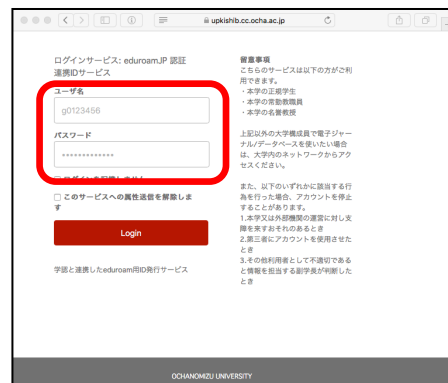 upkishib.cc.ocha.ac.jp
ログインサービス: eduroam.JP 認証
連携IDサービス
ユーザ名
g0123456
パスワード
*************
ログインを記憶しません
このサービスへの属性送信を解除しま
す
Login
学認と連携したeduroam用ID発行サービス
留意事項
こちらのサービスは以下の方がご利
用できます。
・本学の正規学生
・本学の常勤教職員
・本学の名誉教授
上記以外の大学構成員で電子ジャー
ナル/データベースを使いたい場合
は、大学内のネットワークからアク
セスください。
また、以下のいずれかに該当する行
為を行った場合、アカウントを停止
することがあります。
1.本学又は外部機関の運営に対し支
障を来すおそれのあるとき
2.第三者にアカウントを使用させた
とき
3.その他利用者として不適切である
と情報を担当する副学長が判断した
とき
OCHANOMIZU UNIVERSITY